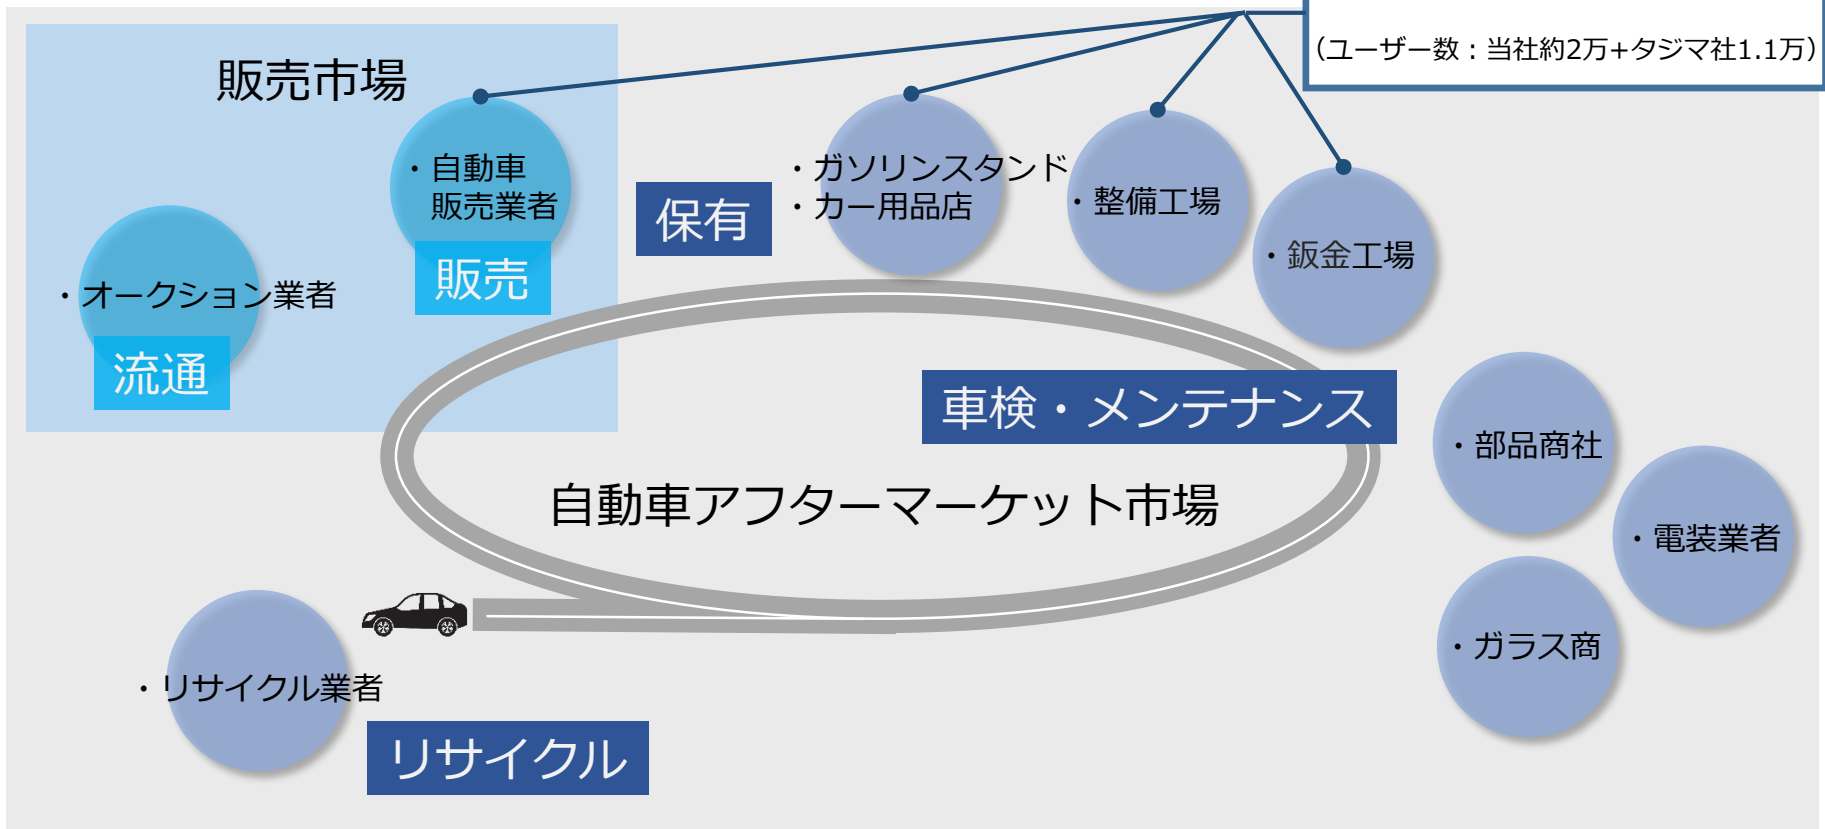 （ユーザー数：当社約2万+タジマ社1.1万）
販売市場
・自動車
販売業者
販売
・オークション業者
流通
保有
・ガソリンスタンド
・カー用品店
・整備工場
・鈑金工場
車検・メンテナンス
自動車アフターマーケット市場
・部品商社
・電装業者
・ガラス商
・リサイクル業者
リサイクル